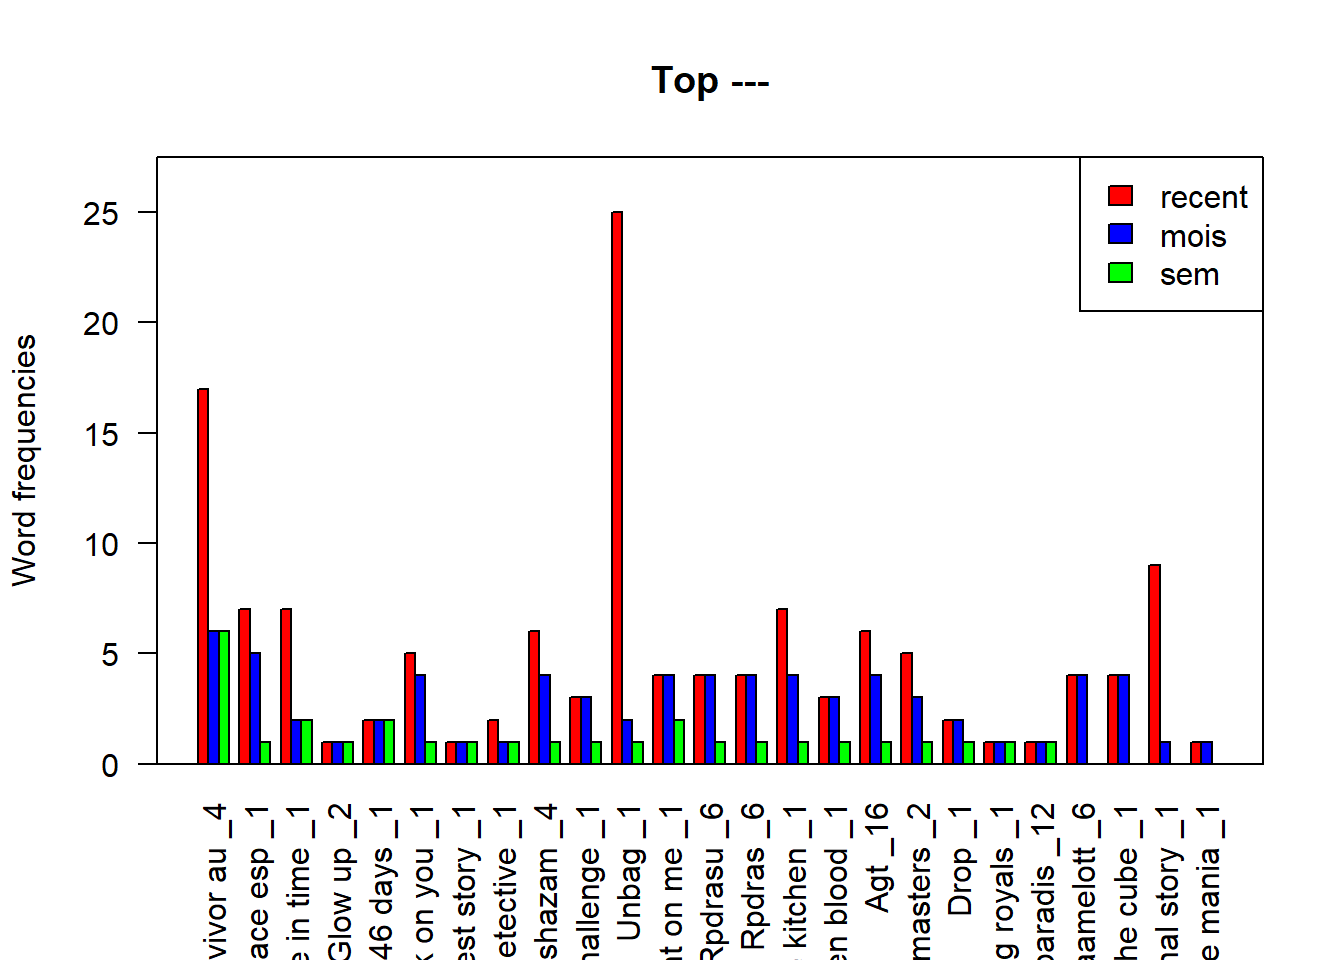 Top ---
recent
mois
sem
Word frequencies
25
20
15
10
5
0
vivor au _4
ace esp _1
e in time _1
Glow up _2
46 days _1
k on you _1
est story _1
etective _1
shazam _4
hallenge _1
Unbag _1
nt on me _1
Rpdrasu _6
Rpdras _6
kitchen _1
en blood _1
Agt _16
masters _2
Drop _1
g royals _1
paradis _12
aamelott _6
he cube _1
nal story _1
e mania _1